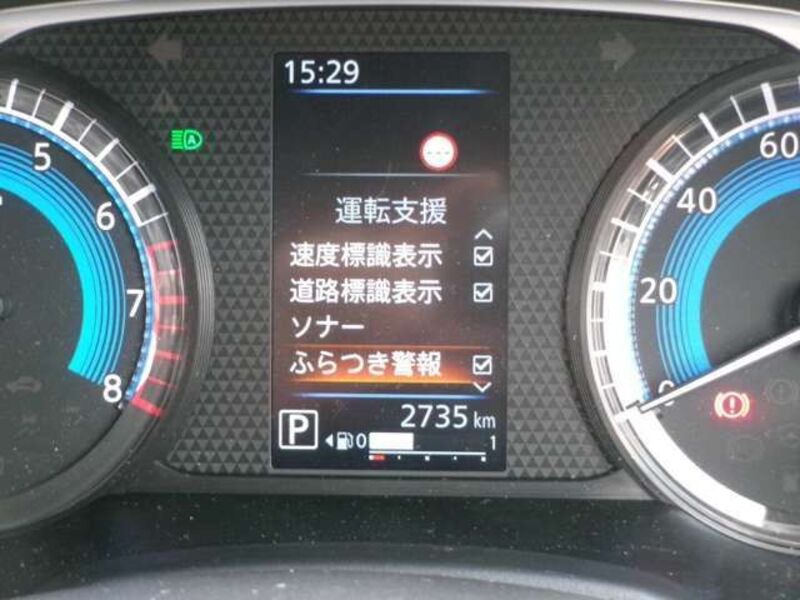 15:29
運転支援
速度標識表示
道路標識表示
ソナー
ふらつき警報
P
2735 km
0 1
5
6
7
8
60
40
20
0
A